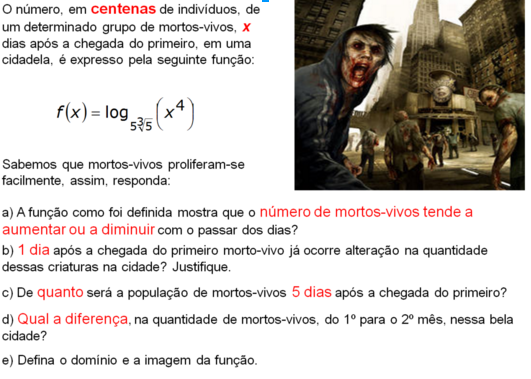 O número, em centenas de indivíduos, de
um determinado grupo de mortos-vivos, x
dias após a chegada do primeiro, em uma
cidadela, é expresso pela seguinte função:
f(x) = log_{5∛5}(x^4)
Sabemos que mortos-vivos proliferam-se
facilmente, assim, responda:
a) A função como foi definida mostra que o número de mortos-vivos tende a
aumentar ou a diminuir com o passar dos dias?
b) 1 dia após a chegada do primeiro morto-vivo já ocorre alteração na quantidade
dessas criaturas na cidade? Justifique.
c) De quanto será a população de mortos-vivos 5 dias após a chegada do primeiro?
d) Qual a diferença, na quantidade de mortos-vivos, do 1º para o 2º mês, nessa bela
cidade?
e) Defina o domínio e a imagem da função.